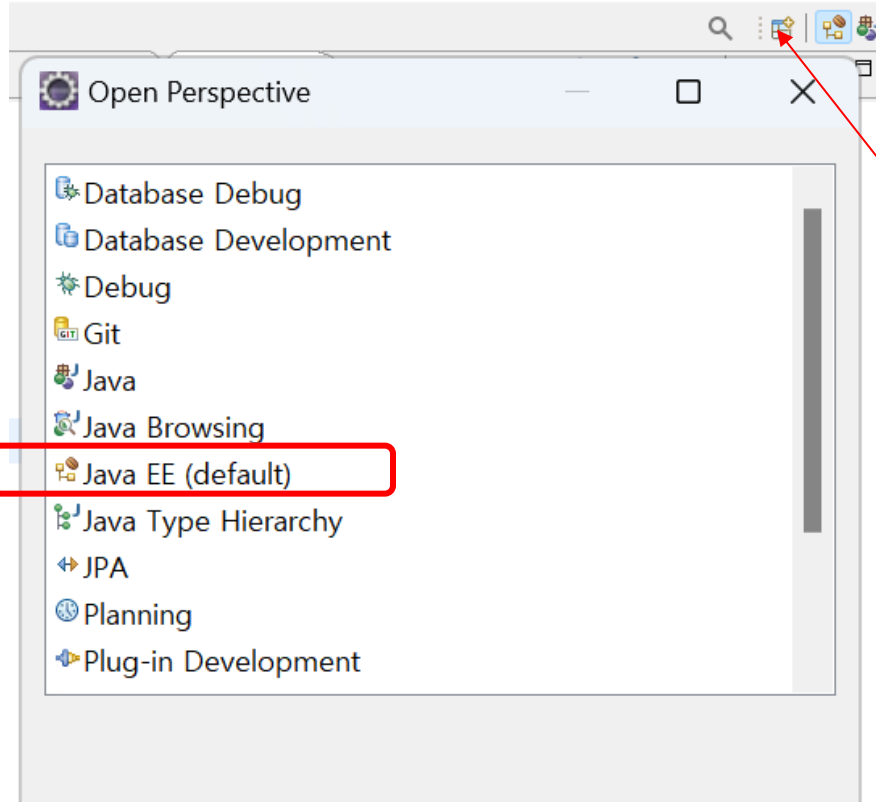 Open Perspective
Database Debug
Database Development
Debug
GIT Git
Java
Java Browsing
Java EE (default)
Java Type Hierarchy
JPA
Planning
Plug-in Development